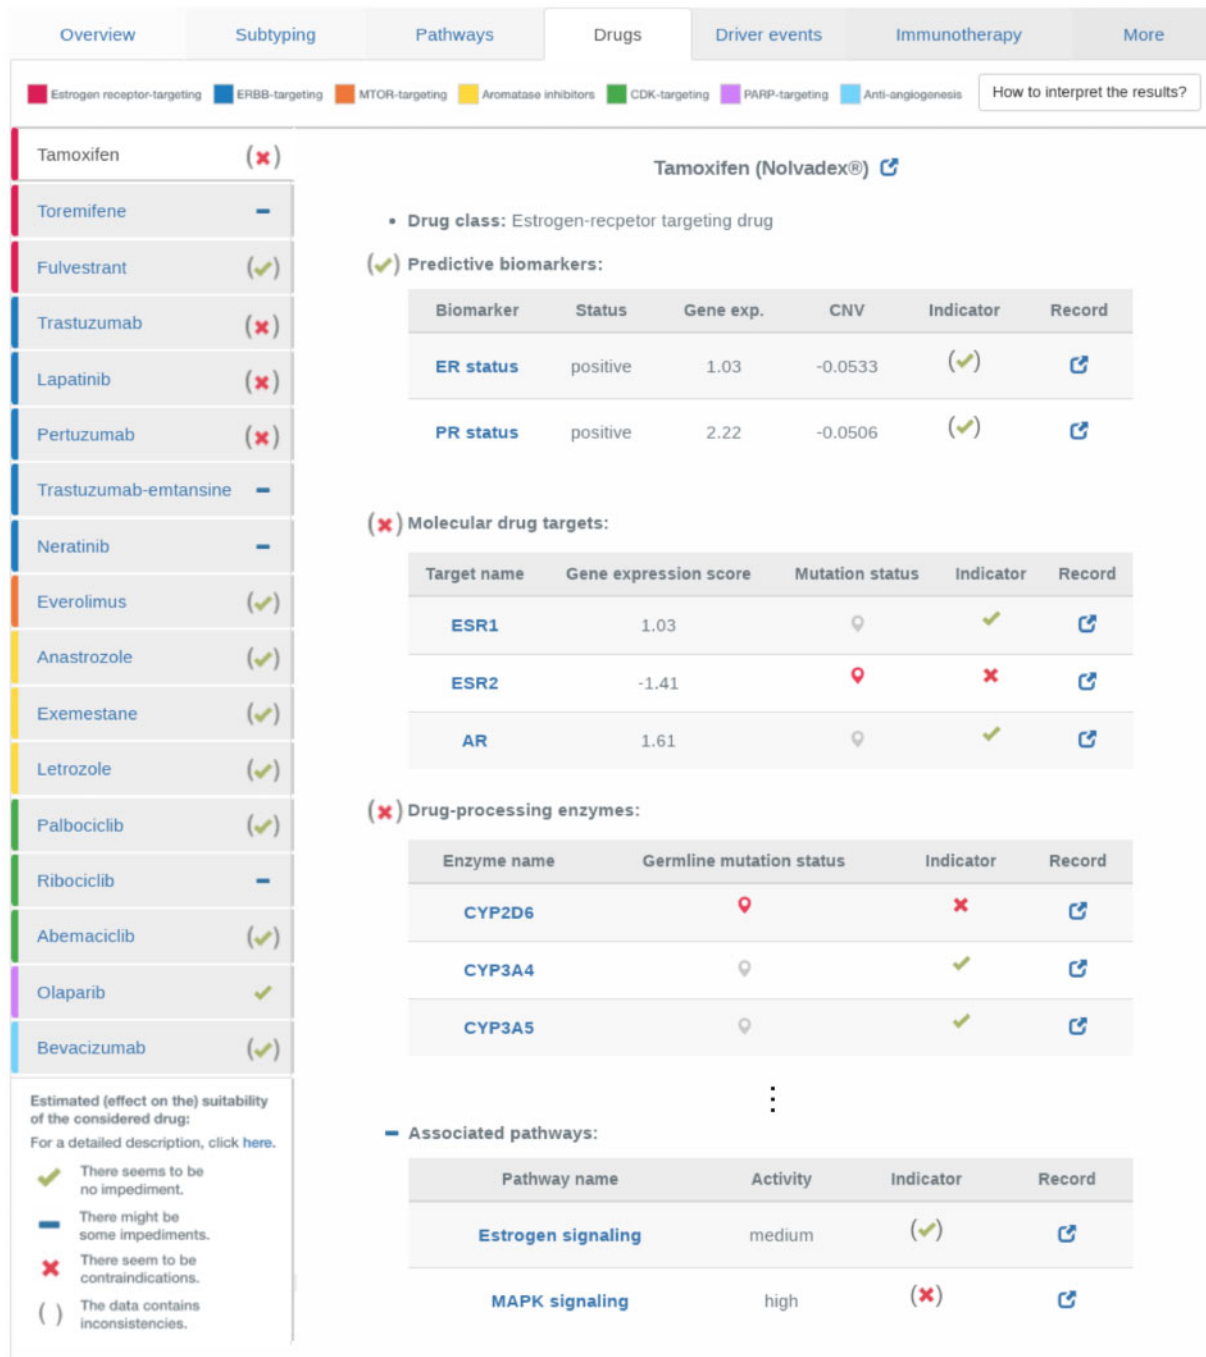 Overview Subtyping Pathways Drugs Driver events Immunotherapy More
Estrogen receptor-targeting ERBB-targeting MTOR-targeting Aromatase inhibitors CDK-targeting PARP-targeting Anti-angiogenesis How to interpret the results?
Tamoxifen
Toremifene
Fulvestrant
Trastuzumab
Lapatinib
Pertuzumab
Trastuzumab-emtansine
Neratinib
Everolimus
Anastrozole
Exemestane
Letrozole
Palbociclib
Ribociclib
Abemaciclib
Olaparib
Bevacizumab
Estimated (effect on the) suitability
of the considered drug:
For a detailed description, click here.
There seems to be
no impediment.
There might be
some impediments.
There seem to be
contraindications.
( ) The data contains
inconsistencies.
Tamoxifen (Nolvadex®)
• Drug class: Estrogen-recpetor targeting drug
Predictive biomarkers:
Biomarker Status Gene exp. CNV Indicator Record
ER status positive 1.03 -0.0533
PR status positive 2.22 -0.0506
Molecular drug targets:
Target name Gene expression score Mutation status Indicator Record
ESR1 1.03
ESR2 -1.41
AR 1.61
Drug-processing enzymes:
Enzyme name Germline mutation status Indicator Record
CYP2D6
CYP3A4
CYP3A5
⋮
Associated pathways:
Pathway name Activity Indicator Record
Estrogen signaling medium
MAPK signaling high